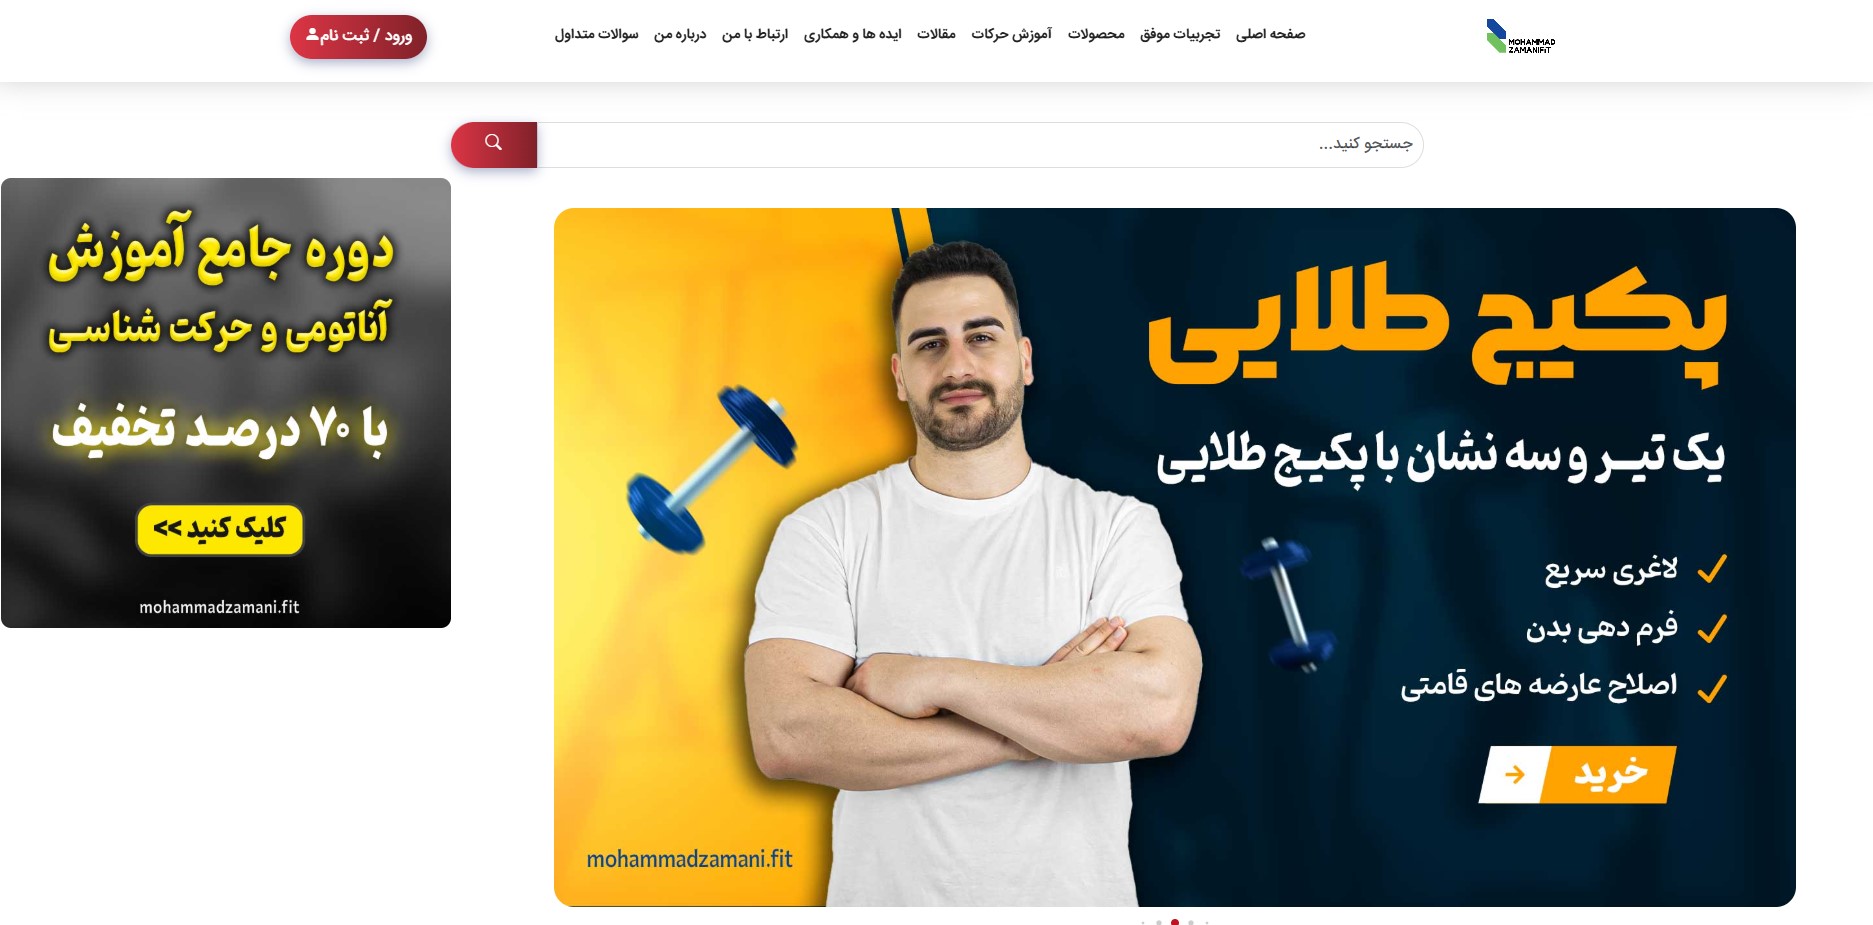 MOHAMMAD
ZAMANIFIT
صفحه اصلی
تجربیات موفق
محصولات
آموزش حرکات
مقالات
ایده ها و همکاری
ارتباط با من
درباره من
سوالات متداول
ورود / ثبت نام
جستجو کنید...
پکیج طلایی
یک تیر و سه نشان با پکیج طلایی
لاغری سریع
فرم دهی بدن
اصلاح عارضه های قامتی
خرید
mohammadzamani.fit
دوره جامع آموزش
آناتومی و حرکت شناسی
با ۷۰ درصد تخفیف
کلیک کنید >>
mohammadzamani.fit